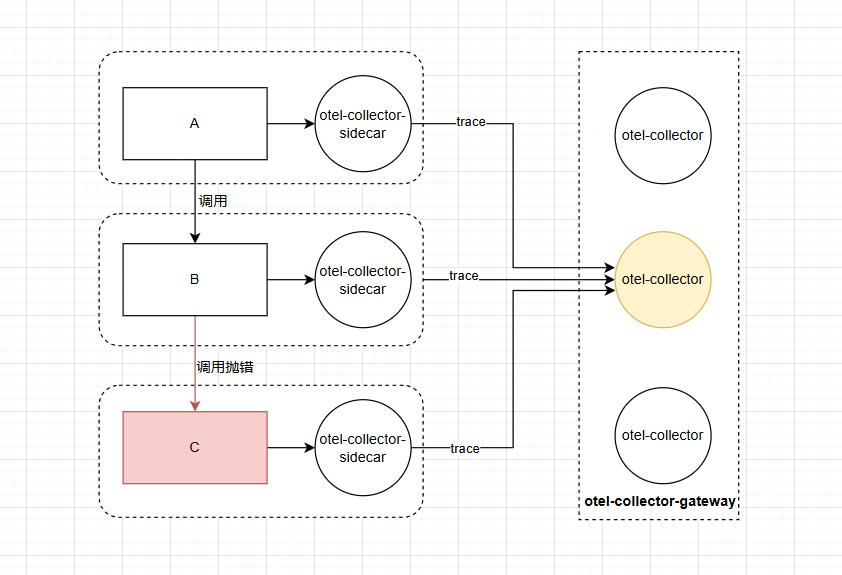 A
otel-collector-
sidecar
trace
otel-collector
调用
B
otel-collector-
sidecar
trace
otel-collector
调用抛错
C
otel-collector-
sidecar
trace
otel-collector
otel-collector-gateway